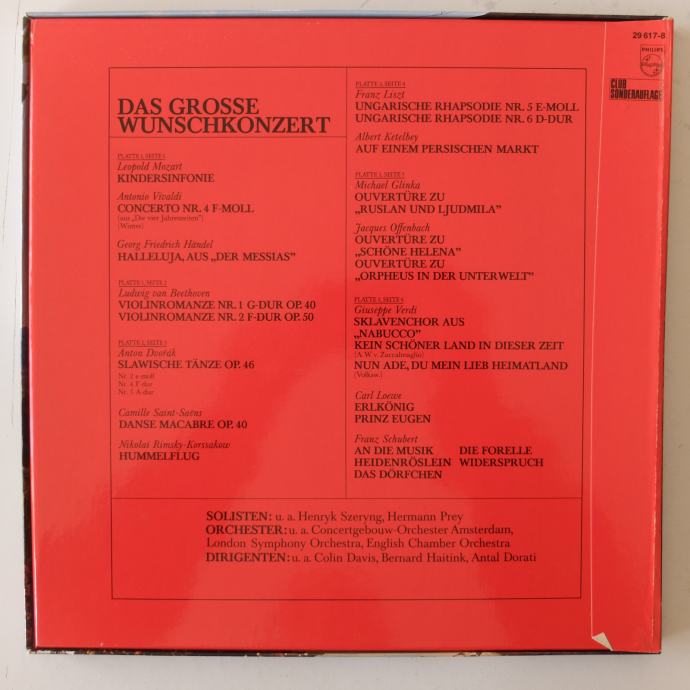 29 617-8
PHILIPS
CLUB
SONDERAUFLAGE
DAS GROSSE
WUNSCHKONZERT
PLATTE 1, SEITE 1
Leopold Mozart
KINDERSINFONIE
Antonio Vivaldi
CONCERTO NR. 4 F-MOLL
(aus „Die vier Jahreszeiten")
(Winter)
Georg Friedrich Händel
HALLELUJA, AUS „DER MESSIAS"
PLATTE 1, SEITE 2
Ludwig van Beethoven
VIOLINROMANZE NR. 1 G-DUR OP. 40
VIOLINROMANZE NR. 2 F-DUR OP. 50
PLATTE 2, SEITE 3
Anton Dvořák
SLAWISCHE TÄNZE OP. 46
Nr. 2 e-moll
Nr. 4 F-dur
Nr. 5 A-dur
Camille Saint-Saëns
DANSE MACABRE OP. 40
Nikolai Rimsky-Korssakow
HUMMELFLUG
PLATTE 2, SEITE 4
Franz Liszt
UNGARISCHE RHAPSODIE NR. 5 E-MOLL
UNGARISCHE RHAPSODIE NR. 6 D-DUR
Albert Ketelbey
AUF EINEM PERSISCHEN MARKT
PLATTE 3, SEITE 5
Michael Glinka
OUVERTÜRE ZU
„RUSLAN UND LJUDMILA"
Jacques Offenbach
OUVERTÜRE ZU
„SCHÖNE HELENA"
OUVERTÜRE ZU
„ORPHEUS IN DER UNTERWELT"
PLATTE 3, SEITE 6
Giuseppe Verdi
SKLAVENCHOR AUS
„NABUCCO"
KEIN SCHÖNER LAND IN DIESER ZEIT
(A.W.v. Zuccalmaglio)
NUN ADE, DU MEIN LIEB HEIMATLAND
(Volksw.)
Carl Loewe
ERLKÖNIG
PRINZ EUGEN
Franz Schubert
AN DIE MUSIK DIE FORELLE
HEIDENRÖSLEIN WIDERSPRUCH
DAS DÖRFCHEN
SOLISTEN: u. a. Henryk Szeryng, Hermann Prey
ORCHESTER: u. a. Concertgebouw-Orchester Amsterdam,
London Symphony Orchestra, English Chamber Orchestra
DIRIGENTEN: u. a. Colin Davis, Bernard Haitink, Antal Dorati